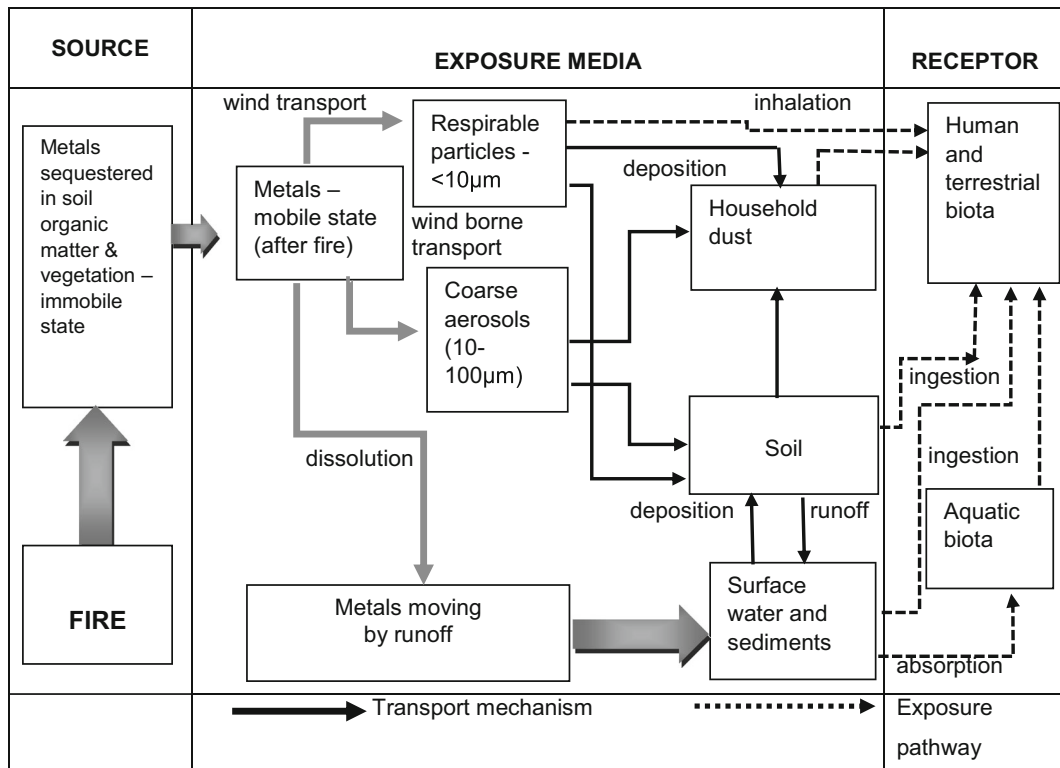 SOURCE
EXPOSURE MEDIA
RECEPTOR
Metals
sequestered
in soil
organic
matter &
vegetation –
immobile
state
FIRE
wind transport
Metals –
mobile state
(after fire)
Respirable
particles -
<10µm
wind borne
transport
Coarse
aerosols
(10-
100µm)
dissolution
Metals moving
by runoff
inhalation
deposition
Household
dust
Soil
deposition
runoff
Surface
water and
sediments
Human
and
terrestrial
biota
ingestion
ingestion
Aquatic
biota
absorption
Transport mechanism
Exposure
pathway